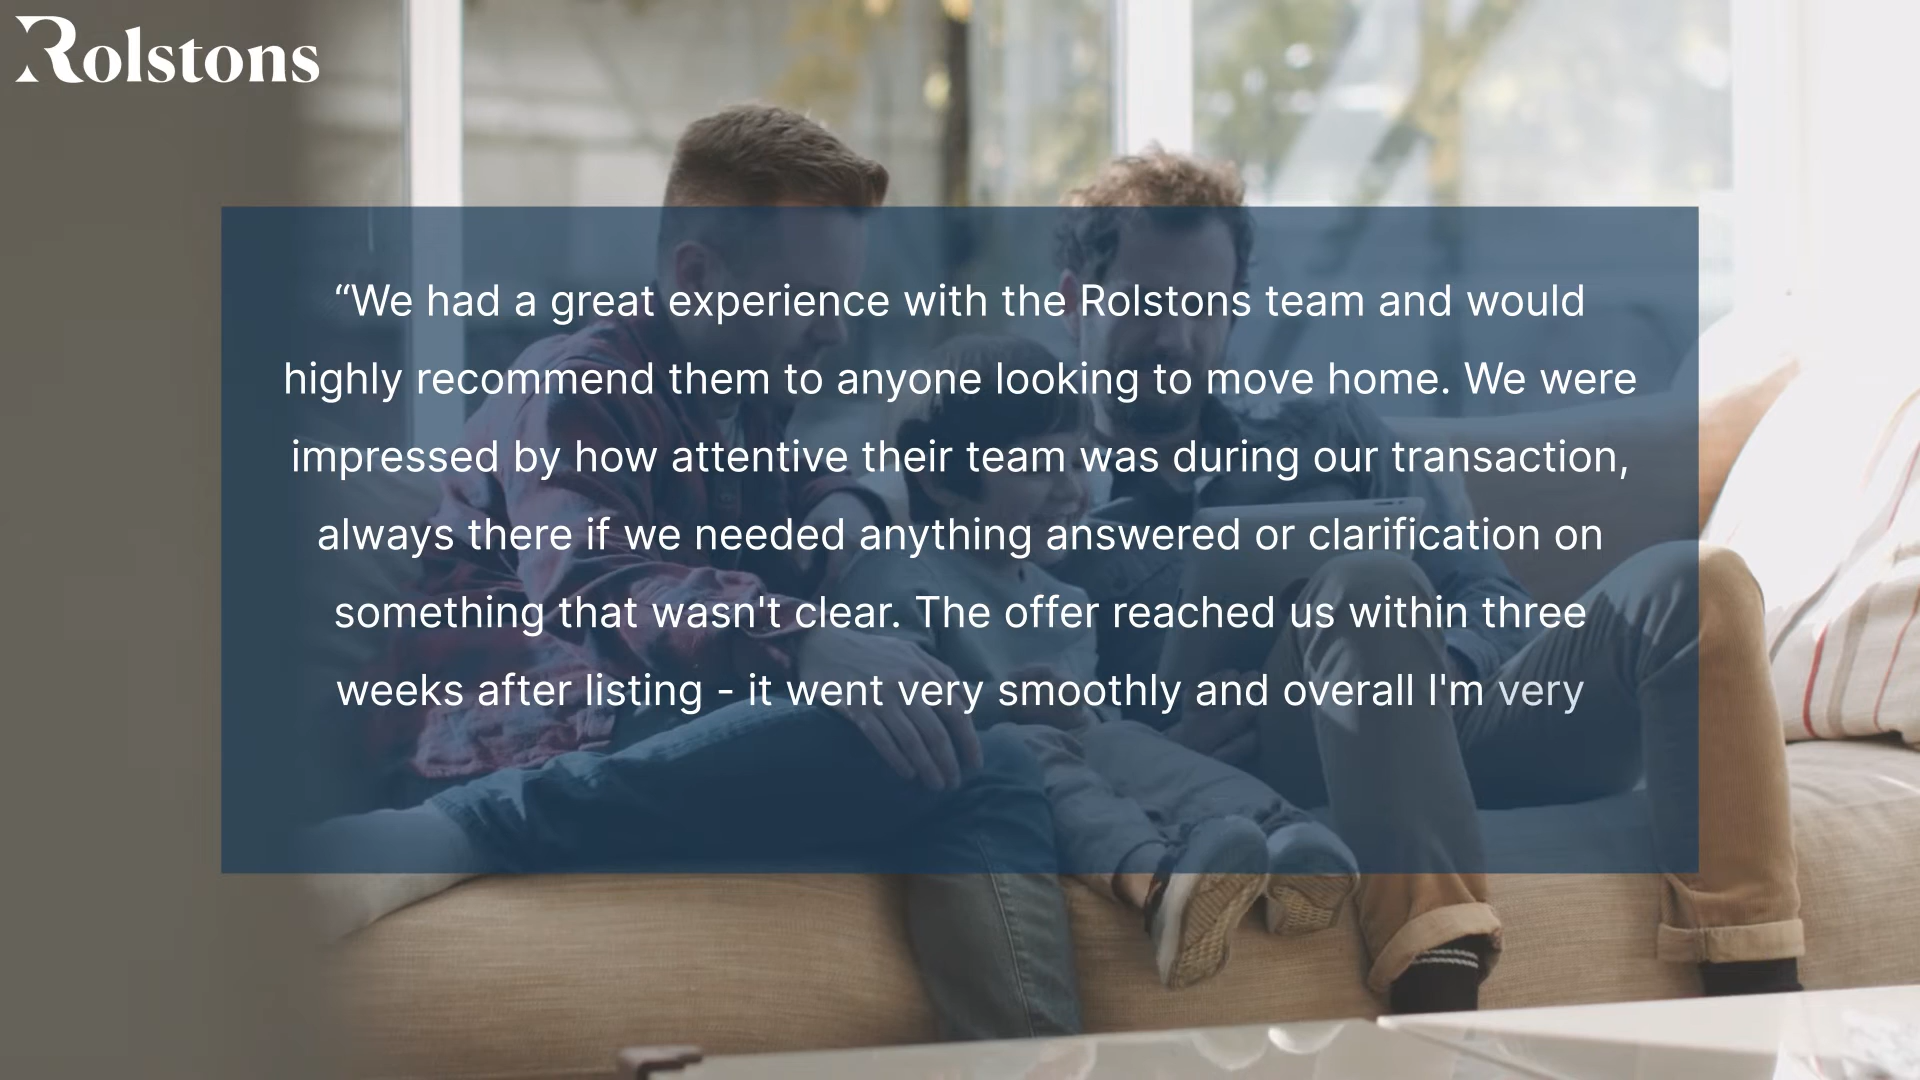 Rolstons
“We had a great experience with the Rolstons team and would
highly recommend them to anyone looking to move home. We were
impressed by how attentive their team was during our transaction,
always there if we needed anything answered or clarification on
something that wasn't clear. The offer reached us within three
weeks after listing - it went very smoothly and overall I'm very